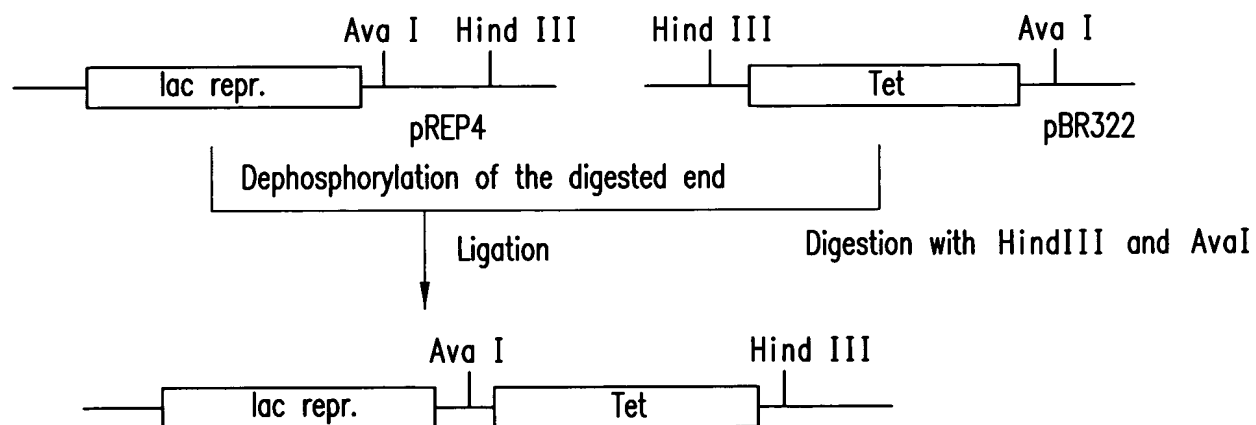 Ava I Hind III Hind III Ava I
lac repr. Tet
pREP4 pBR322
Dephosphorylation of the digested end
Ligation Digestion with HindIII and AvaI
Ava I Hind III
lac repr. Tet